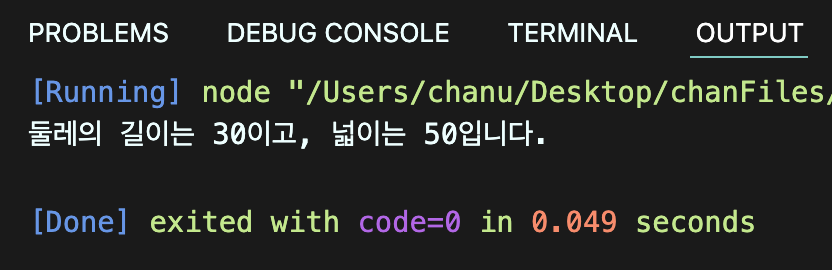 PROBLEMS DEBUG CONSOLE TERMINAL OUTPUT
[Running] node "/Users/chanu/Desktop/chanFiles/
둘레의 길이는 30이고, 넓이는 50입니다.
[Done] exited with code=0 in 0.049 seconds